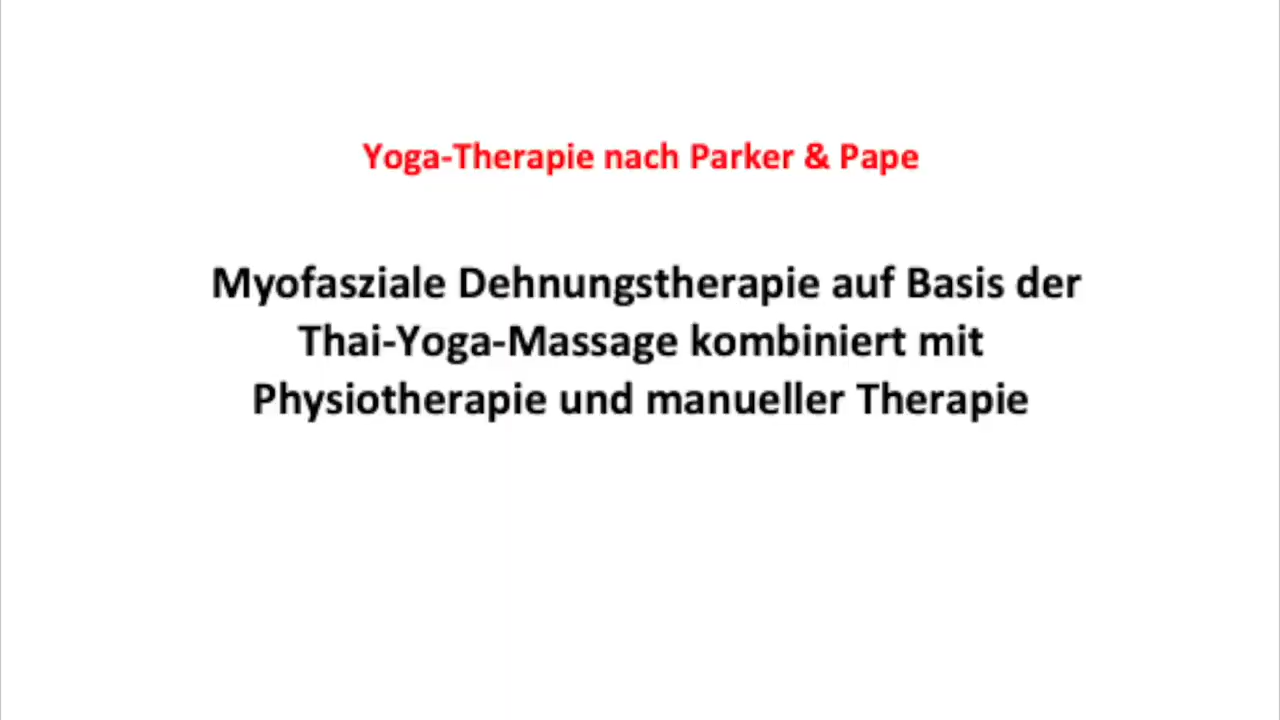 Yoga-Therapie nach Parker & Pape
Myofasziale Dehnungstherapie auf Basis der
Thai-Yoga-Massage kombiniert mit
Physiotherapie und manueller Therapie